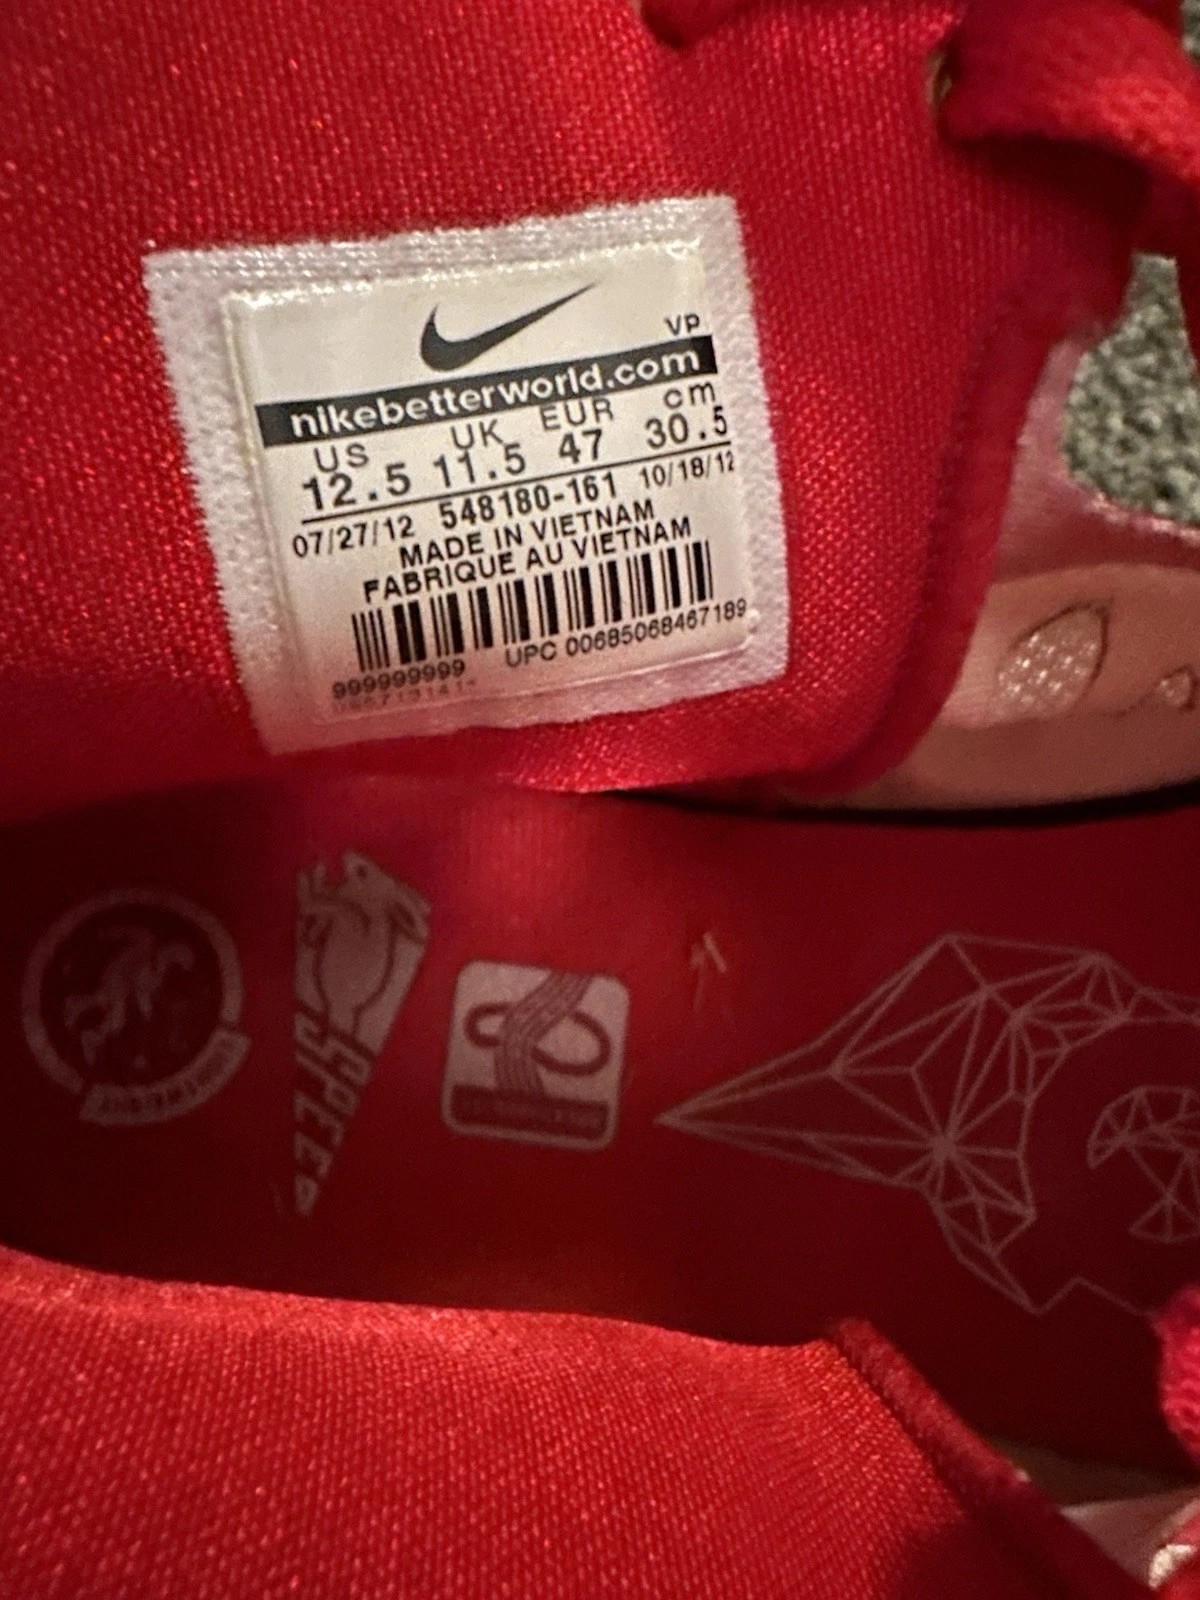 VP
nikebetterworld.com
US UK EUR cm
12.5 11.5 47 30.5
07/27/12 548180-161 10/18/12
MADE IN VIETNAM
FABRIQUE AU VIETNAM
999999999 UPC 00685068467189
SPEED